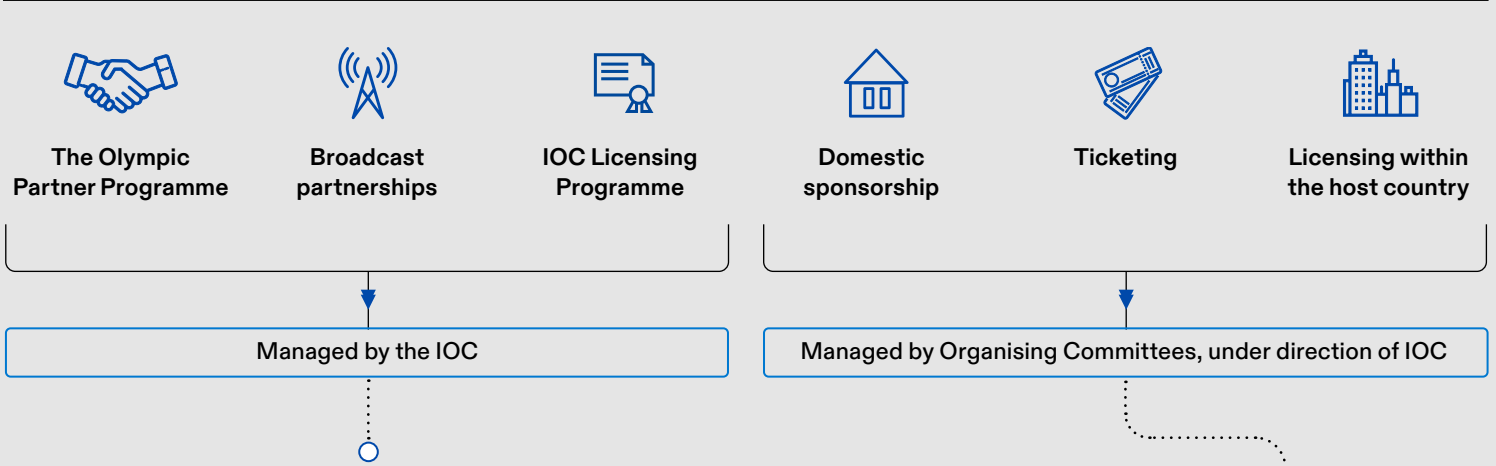 The Olympic
Partner Programme
Broadcast
partnerships
IOC Licensing
Programme
Domestic
sponsorship
Ticketing
Licensing within
the host country
Managed by the IOC
Managed by Organising Committees, under direction of IOC